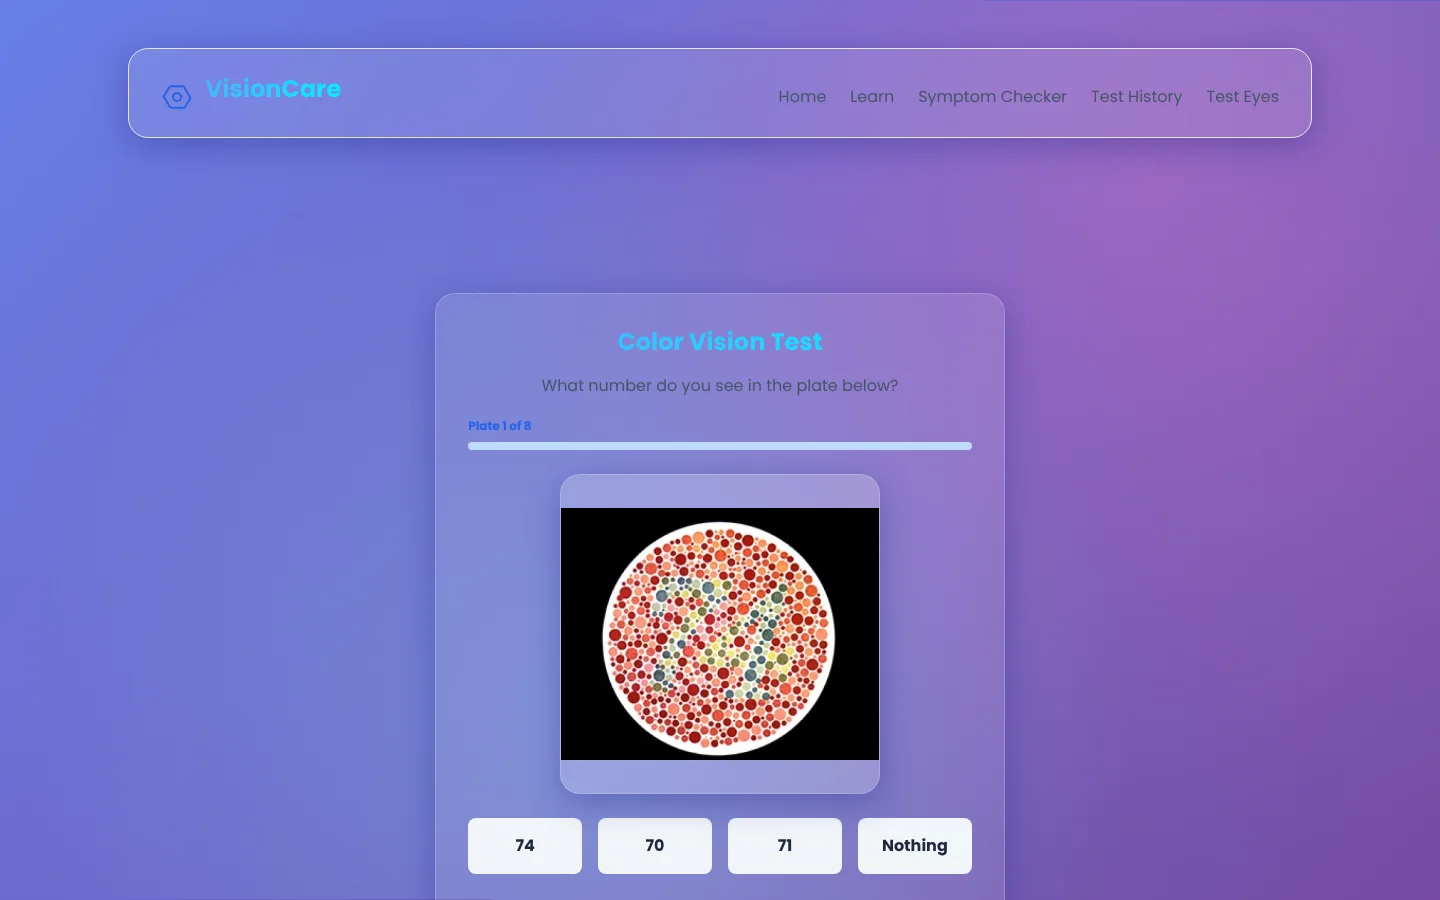 VisionCare
Home Learn Symptom Checker Test History Test Eyes
Color Vision Test
What number do you see in the plate below?
Plate 1 of 8
74
74 70 71 Nothing